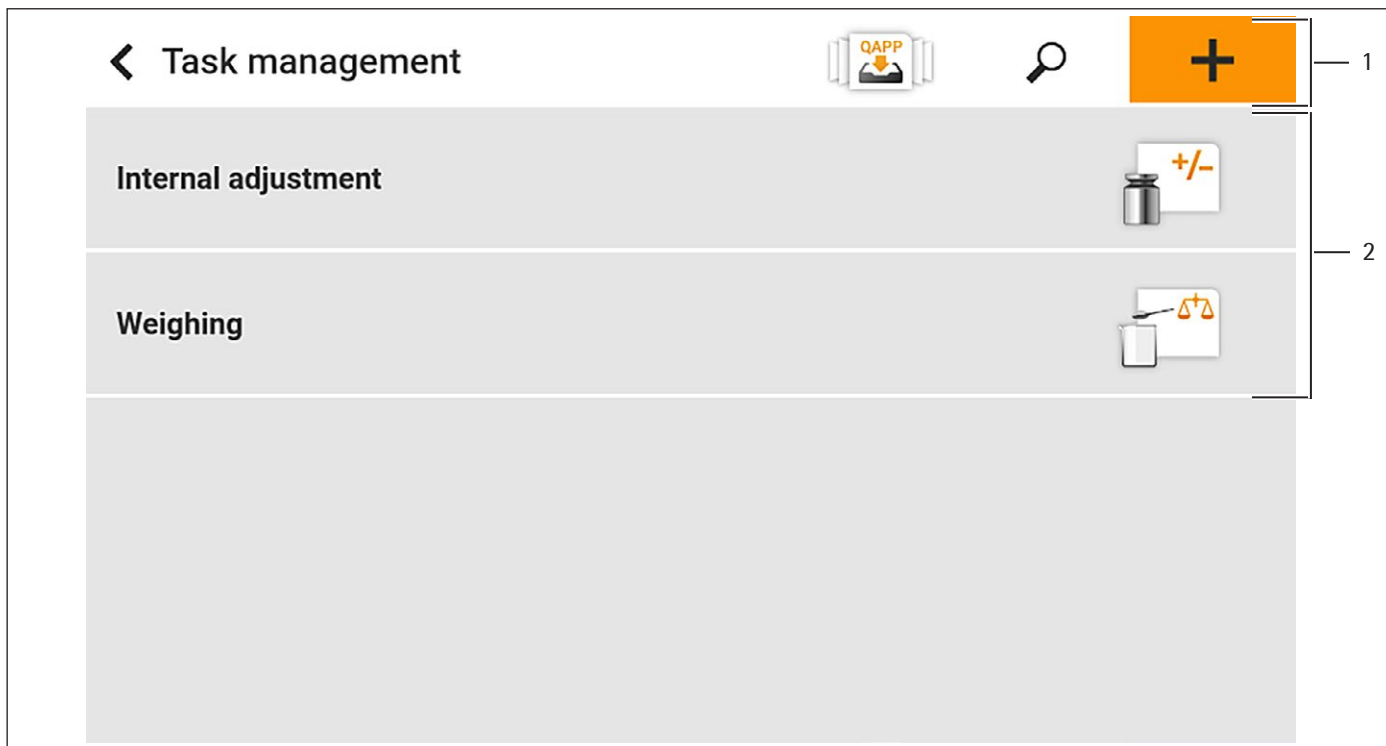 Task management
QAPP
1
Internal adjustment
+/-
2
Weighing